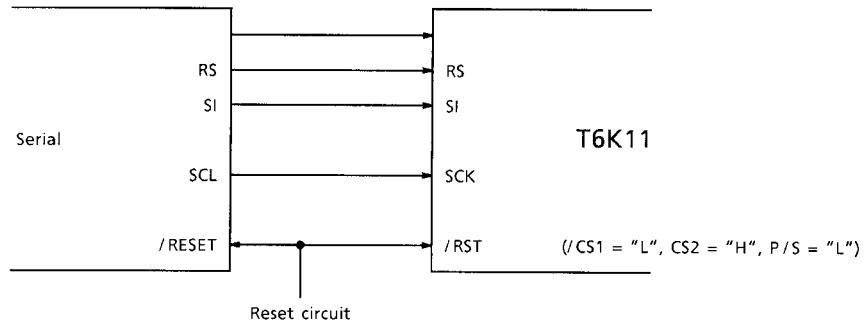 RS RS
SI SI
Serial T6K11
SCL SCK
/RESET /RST (/CS1 = "L", CS2 = "H", P/S = "L")
Reset circuit